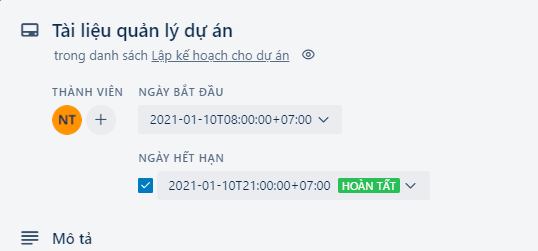 Tài liệu quản lý dự án
trong danh sách Lập kế hoạch cho dự án
THÀNH VIÊN NGÀY BẮT ĐẦU
NT 2021-01-10T08:00:00+07:00
NGÀY HẾT HẠN
2021-01-10T21:00:00+07:00 HOÀN TẤT
Mô tả